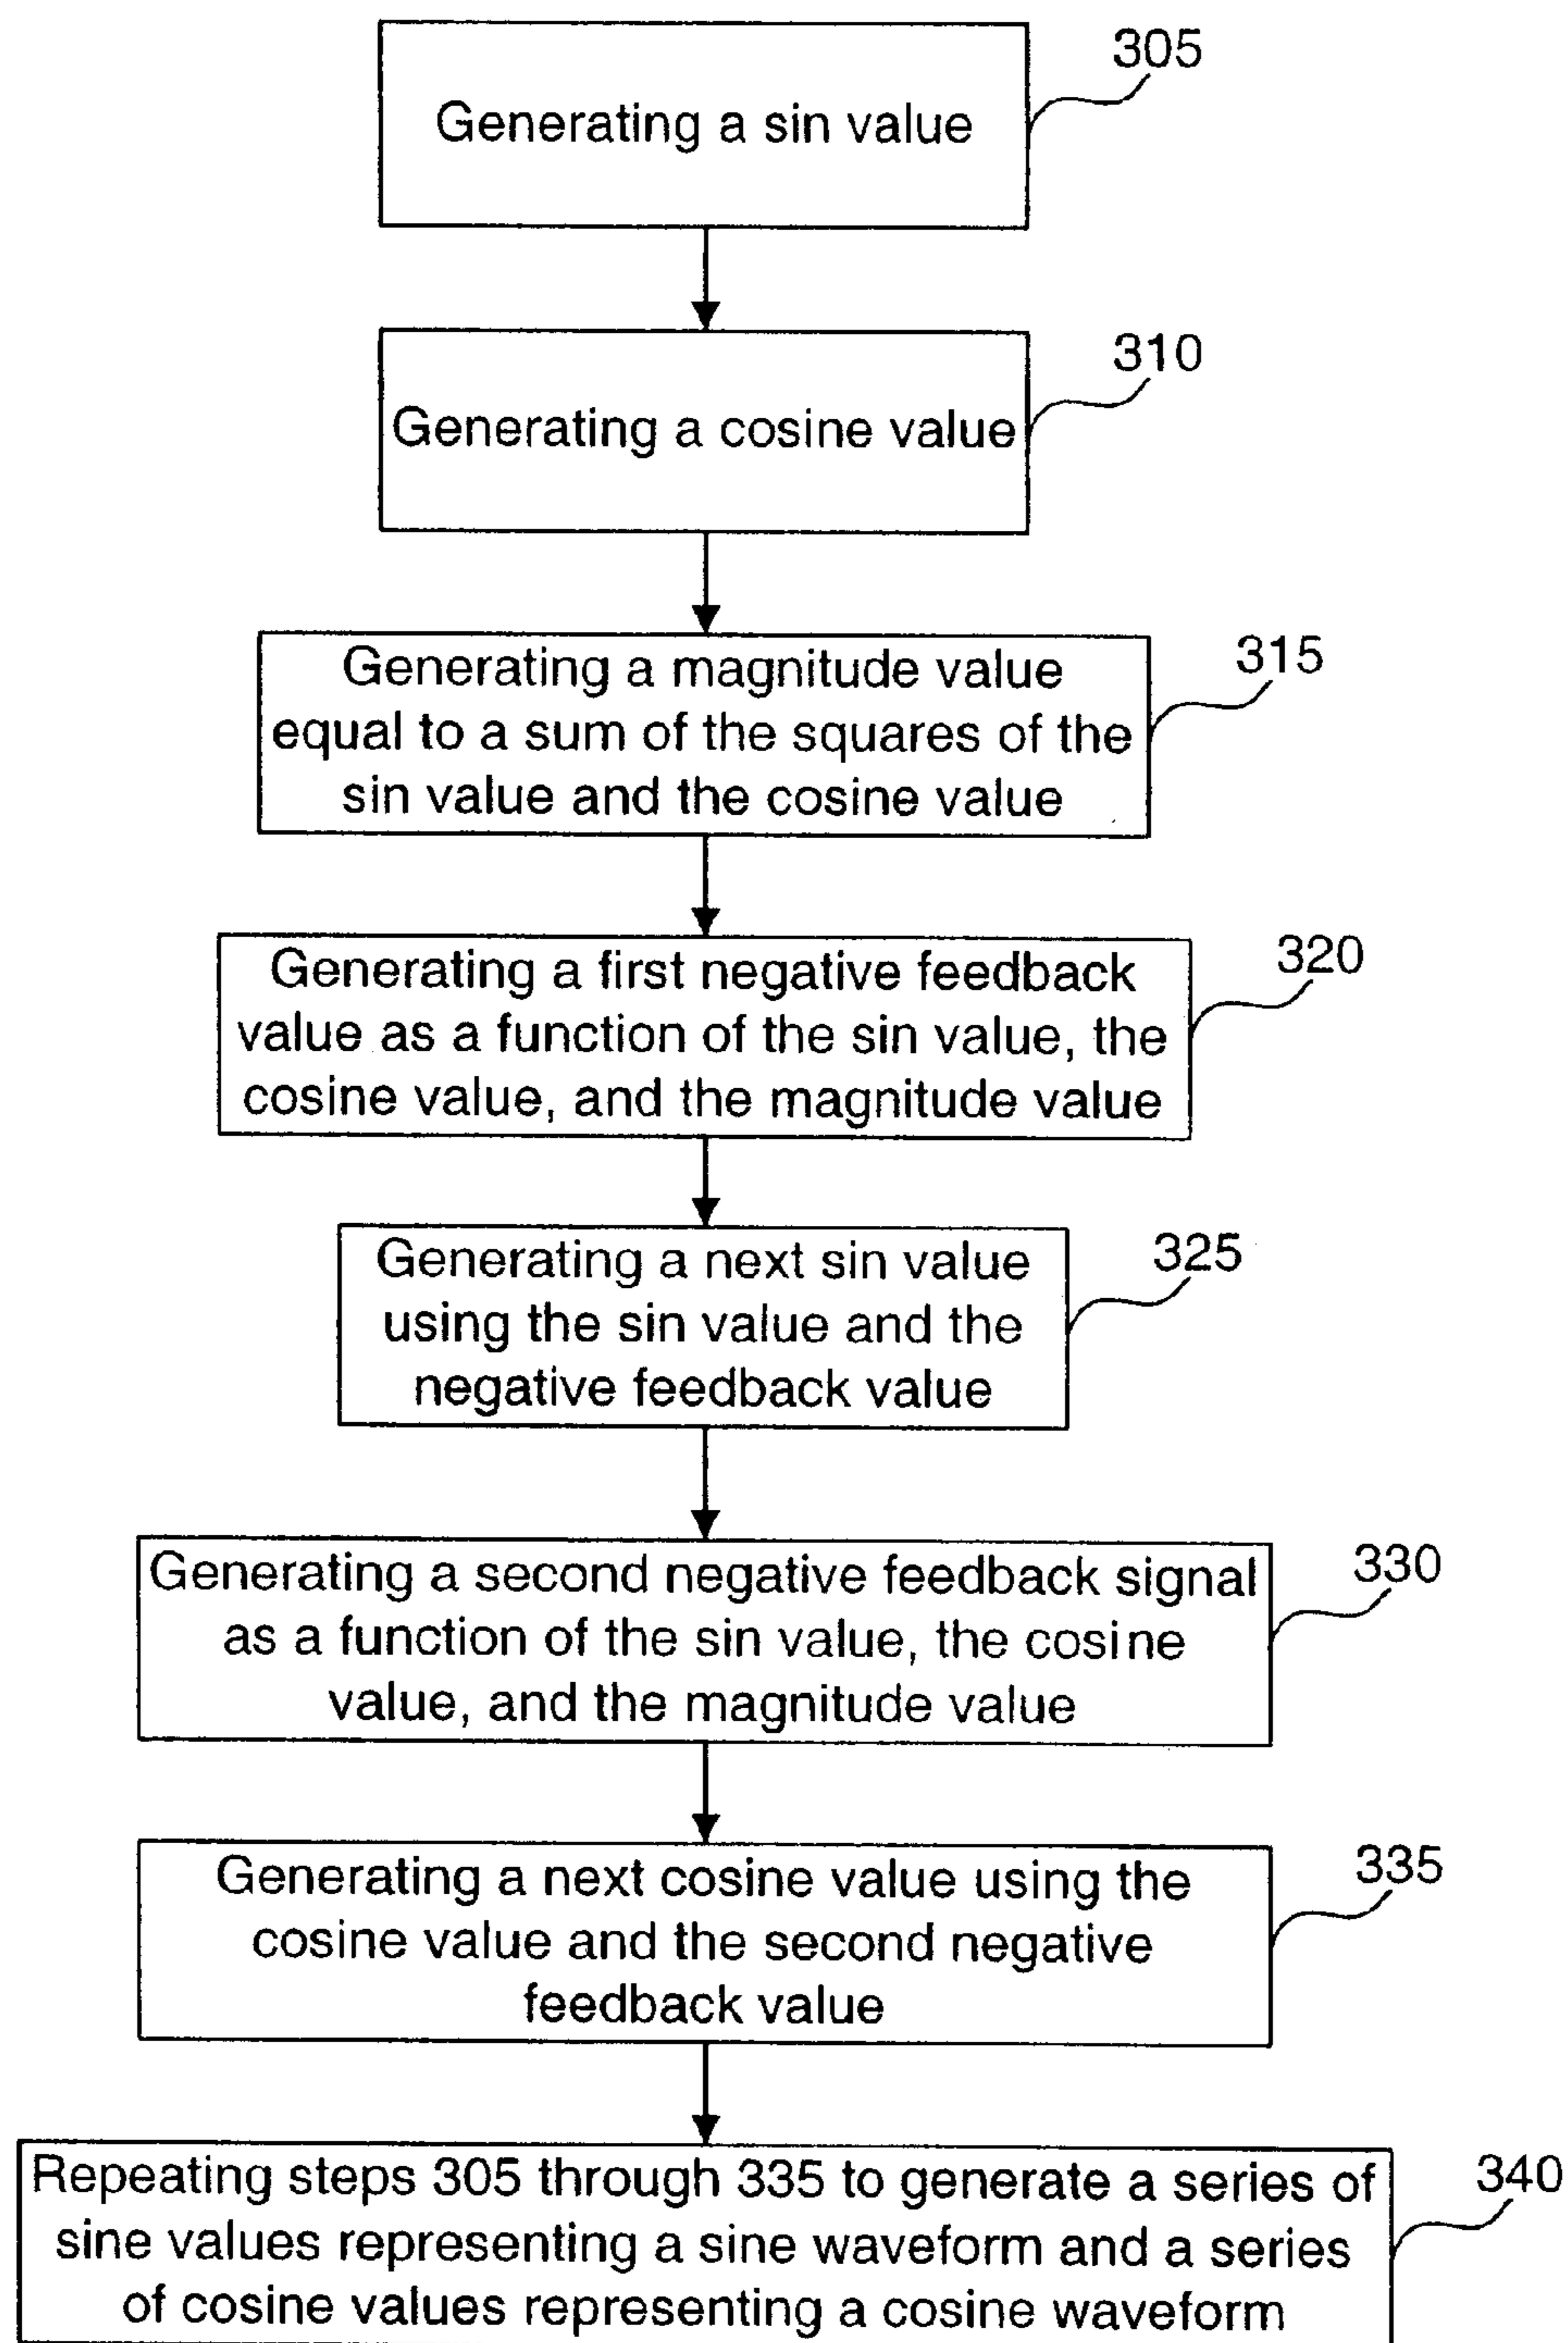 305
Generating a sin value
310
Generating a cosine value
315
Generating a magnitude value
equal to a sum of the squares of the
sin value and the cosine value
320
Generating a first negative feedback
value as a function of the sin value, the
cosine value, and the magnitude value
325
Generating a next sin value
using the sin value and the
negative feedback value
330
Generating a second negative feedback signal
as a function of the sin value, the cosine
value, and the magnitude value
335
Generating a next cosine value using the
cosine value and the second negative
feedback value
340
Repeating steps 305 through 335 to generate a series of
sine values representing a sine waveform and a series
of cosine values representing a cosine waveform